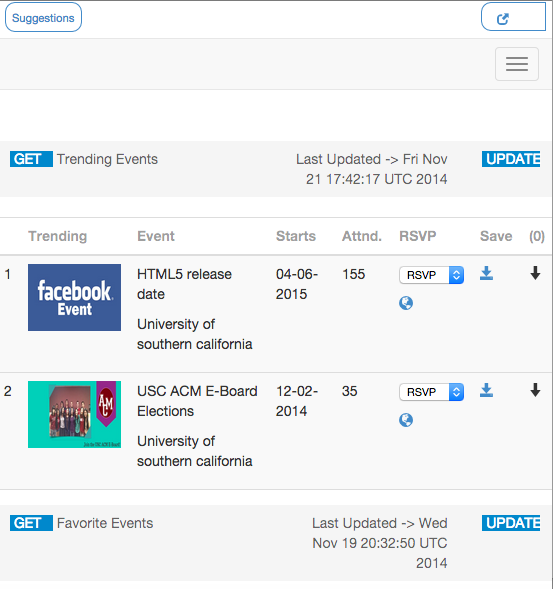 Suggestions
GET Trending Events
Last Updated -> Fri Nov
21 17:42:17 UTC 2014
UPDATE
Trending Event Starts Attnd. RSVP Save (0)
1
facebook
Event
HTML5 release
date
University of
southern california
04-06-
2015
155
RSVP
2
AMC
USC ACM E-Board
Elections
University of
southern california
12-02-
2014
35
RSVP
GET Favorite Events
Last Updated -> Wed
Nov 19 20:32:50 UTC
2014
UPDATE